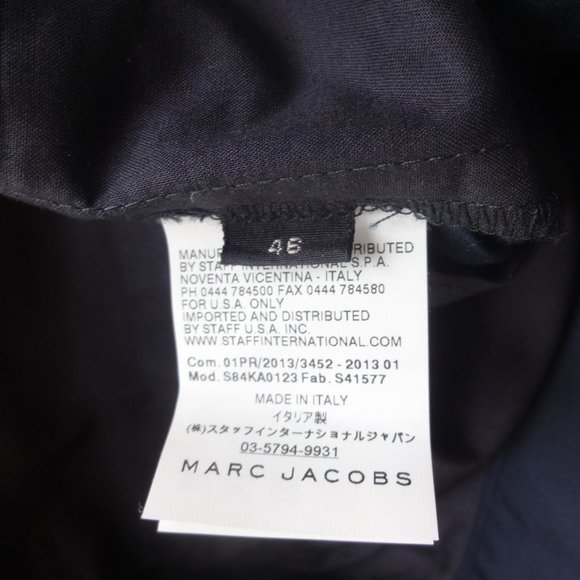 46
MANUF RIBUTED
BY STAFF INTERNATIONAL S.P.A.
NOVENTA VICENTINA - ITALY
PH 0444 784500 FAX 0444 784580
FOR U.S.A. ONLY
IMPORTED AND DISTRIBUTED
BY STAFF U.S.A. INC.
WWW.STAFFINTERNATIONAL.COM
Com. 01PR/2013/3452 - 2013 01
Mod. S84KA0123 Fab. S41577
MADE IN ITALY
イタリア製
(株)スタッフインターナショナルジャパン
03-5794-9931
MARC JACOBS